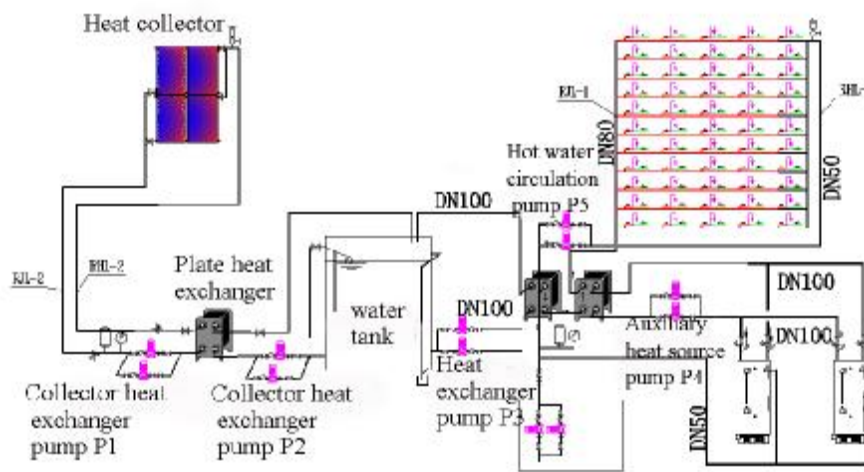 Heat collector
RJL-1
RHL-
DN80
DN50
Hot water
circulation
pump P5
DN100
RJL-2
RHL-2
Plate heat
exchanger
water
tank
DN100
DN100
DN100
Auxiliary
heat source
pump P4
Heat
exchanger
pump P3
Collector heat
exchanger
pump P1
Collector heat
exchanger
pump P2
DN50